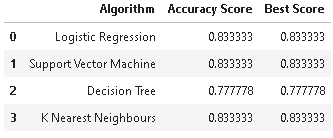 Algorithm Accuracy Score Best Score
0 Logistic Regression 0.833333 0.833333
1 Support Vector Machine 0.833333 0.833333
2 Decision Tree 0.777778 0.777778
3 K Nearest Neighbours 0.833333 0.833333